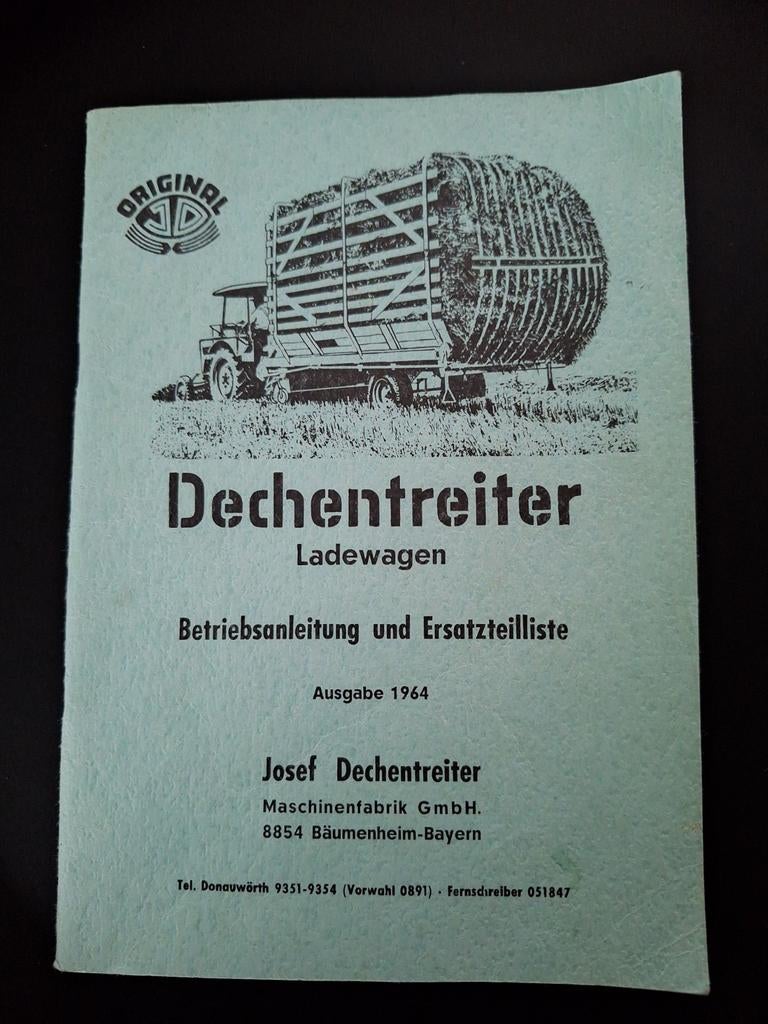 ORIGINAL
JD
Dechentreiter
Ladewagen
Betriebsanleitung und Ersatzteilliste
Ausgabe 1964
Josef Dechentreiter
Maschinenfabrik GmbH.
8854 Bäumenheim-Bayern
Tel. Donauwörth 9351-9354 (Vorwahl 0891) · Fernschreiber 051847